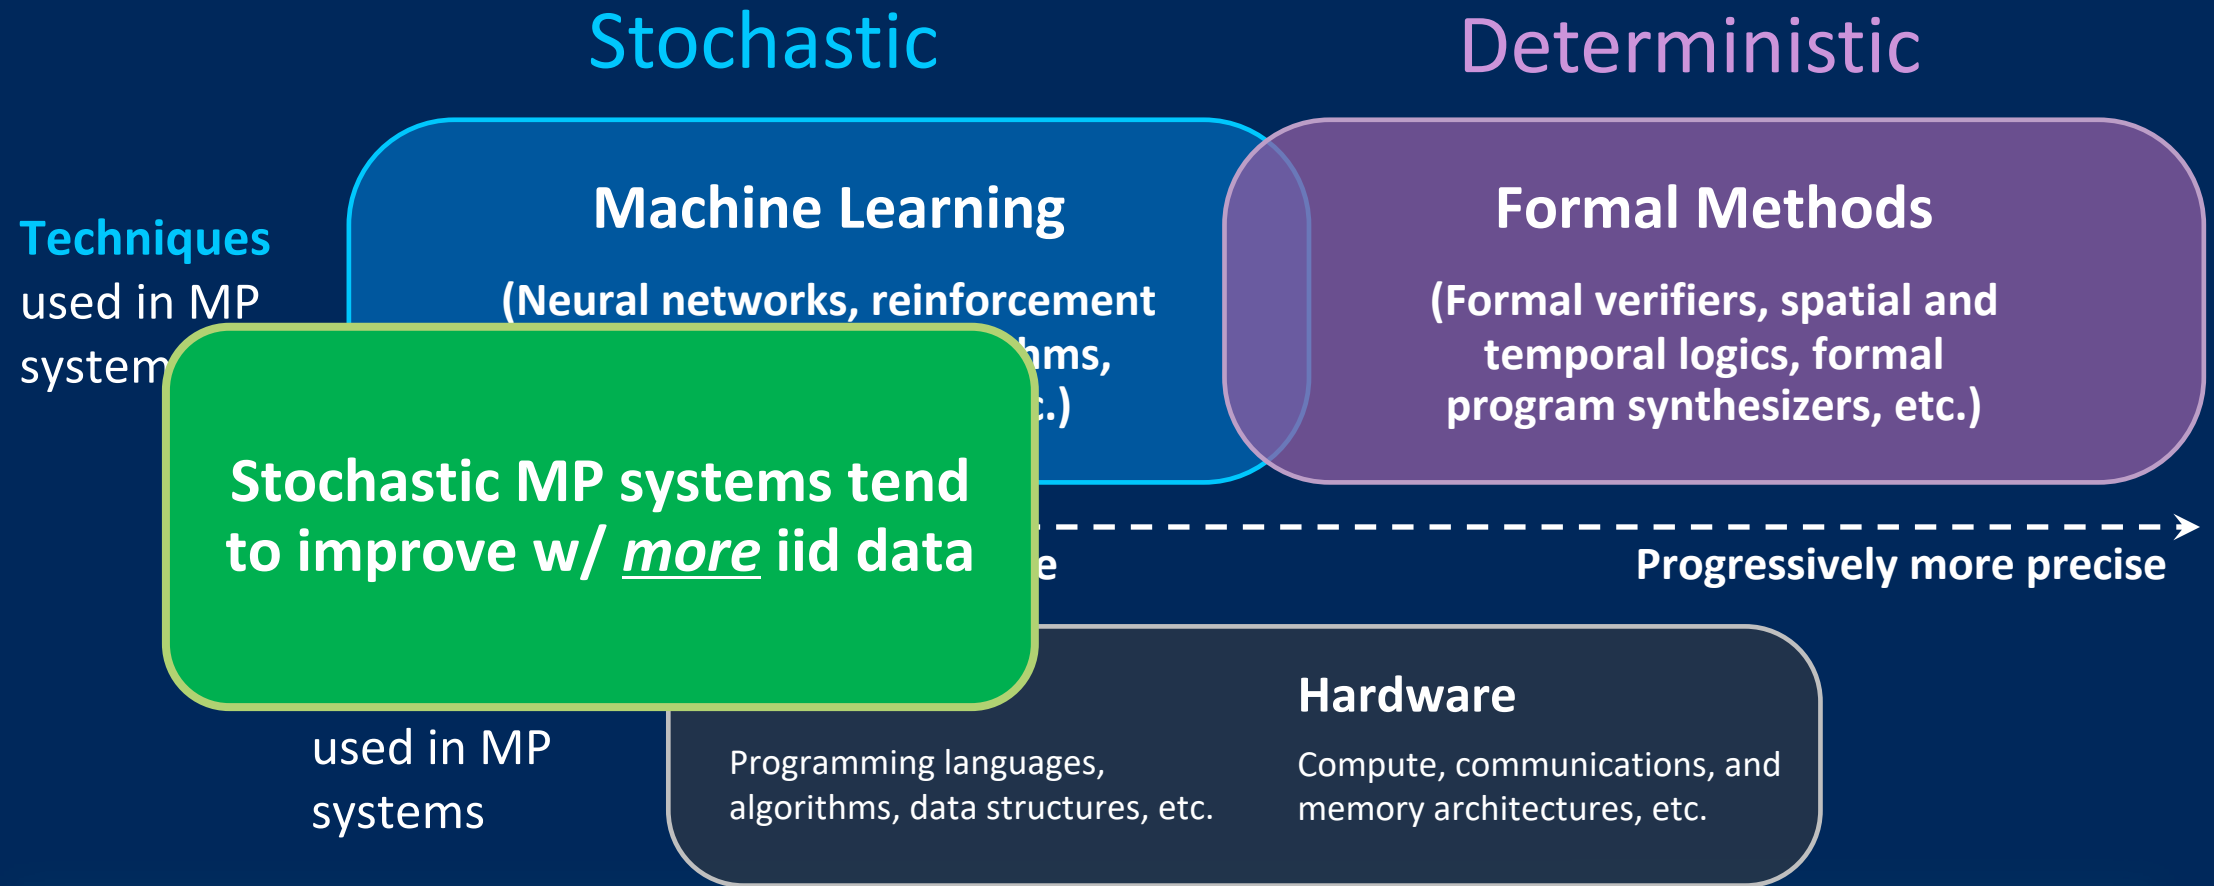 Stochastic
Deterministic
Techniques
used in MP
Machine Learning
(Neural networks, reinforcement
Formal Methods
(Formal verifiers, spatial and
temporal logics, formal
program synthesizers, etc.)
Stochastic MP systems tend
to improve w/ more iid data
Progressively more precise
used in MP
systems
Programming languages,
algorithms, data structures, etc.
Hardware
Compute, communications, and
memory architectures, etc.